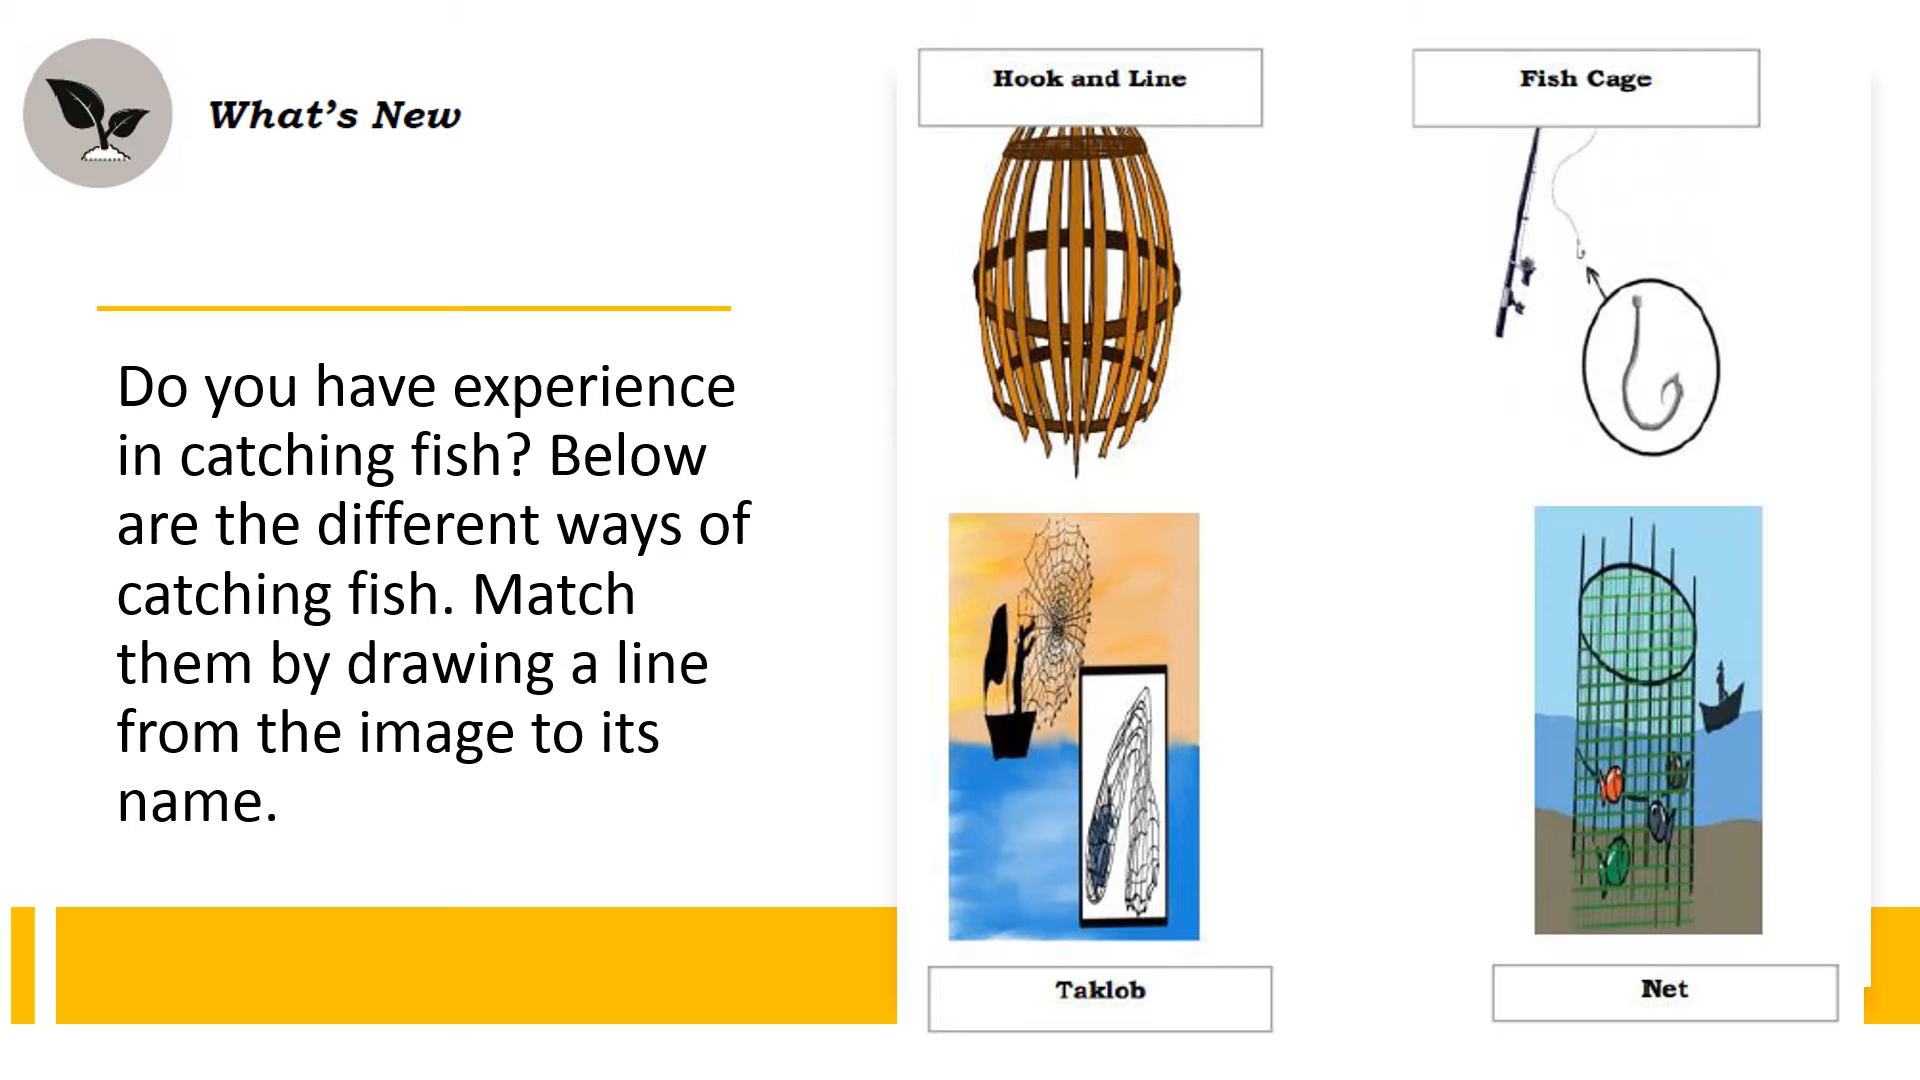 What's New
Do you have experience
in catching fish? Below
are the different ways of
catching fish. Match
them by drawing a line
from the image to its
name.
Hook and Line
Fish Cage
Taklob
Net